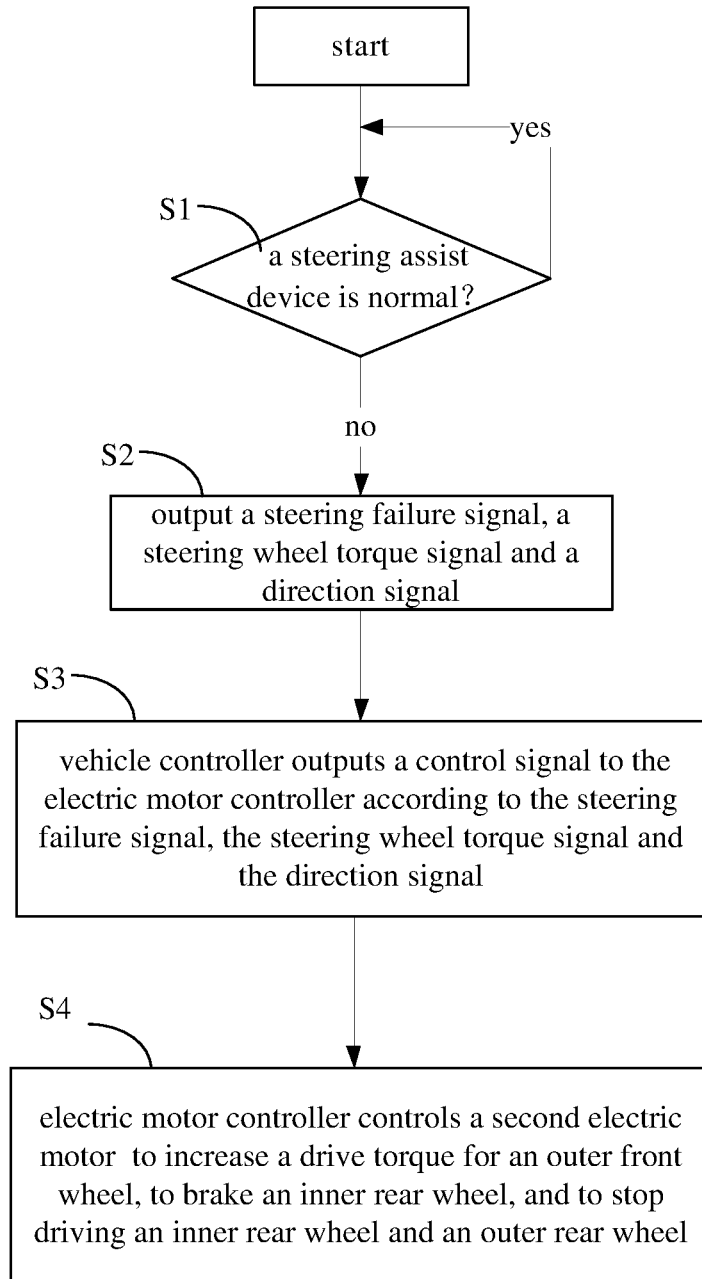 start
yes
S1
a steering assist
device is normal?
no
S2
output a steering failure signal, a
steering wheel torque signal and a
direction signal
S3
vehicle controller outputs a control signal to the
electric motor controller according to the steering
failure signal, the steering wheel torque signal and
the direction signal
S4
electric motor controller controls a second electric
motor to increase a drive torque for an outer front
wheel, to brake an inner rear wheel, and to stop
driving an inner rear wheel and an outer rear wheel